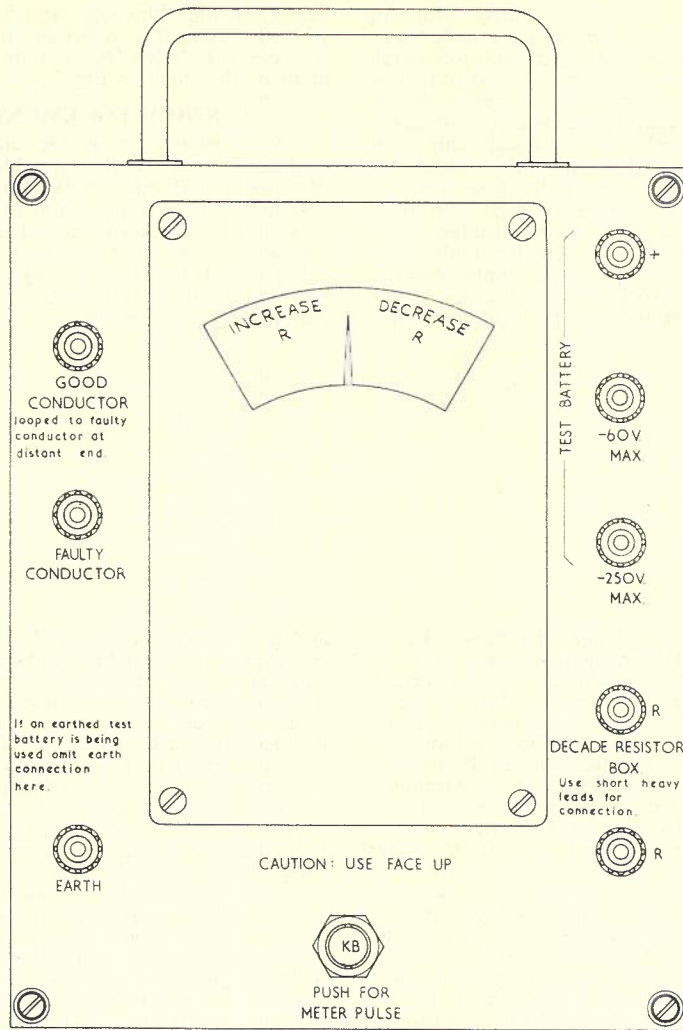 INCREASE
R
DECREASE
R
GOOD
CONDUCTOR
looped to faulty
conductor at
distant end.
FAULTY
CONDUCTOR
If an earthed test
battery is being
used omit earth
connection
here.
EARTH
TEST BATTERY
+
-60V.
MAX.
-250V.
MAX.
R
DECADE RESISTOR
BOX
Use short heavy
leads for
connection.
R
CAUTION: USE FACE UP
KB
PUSH FOR
METER PULSE